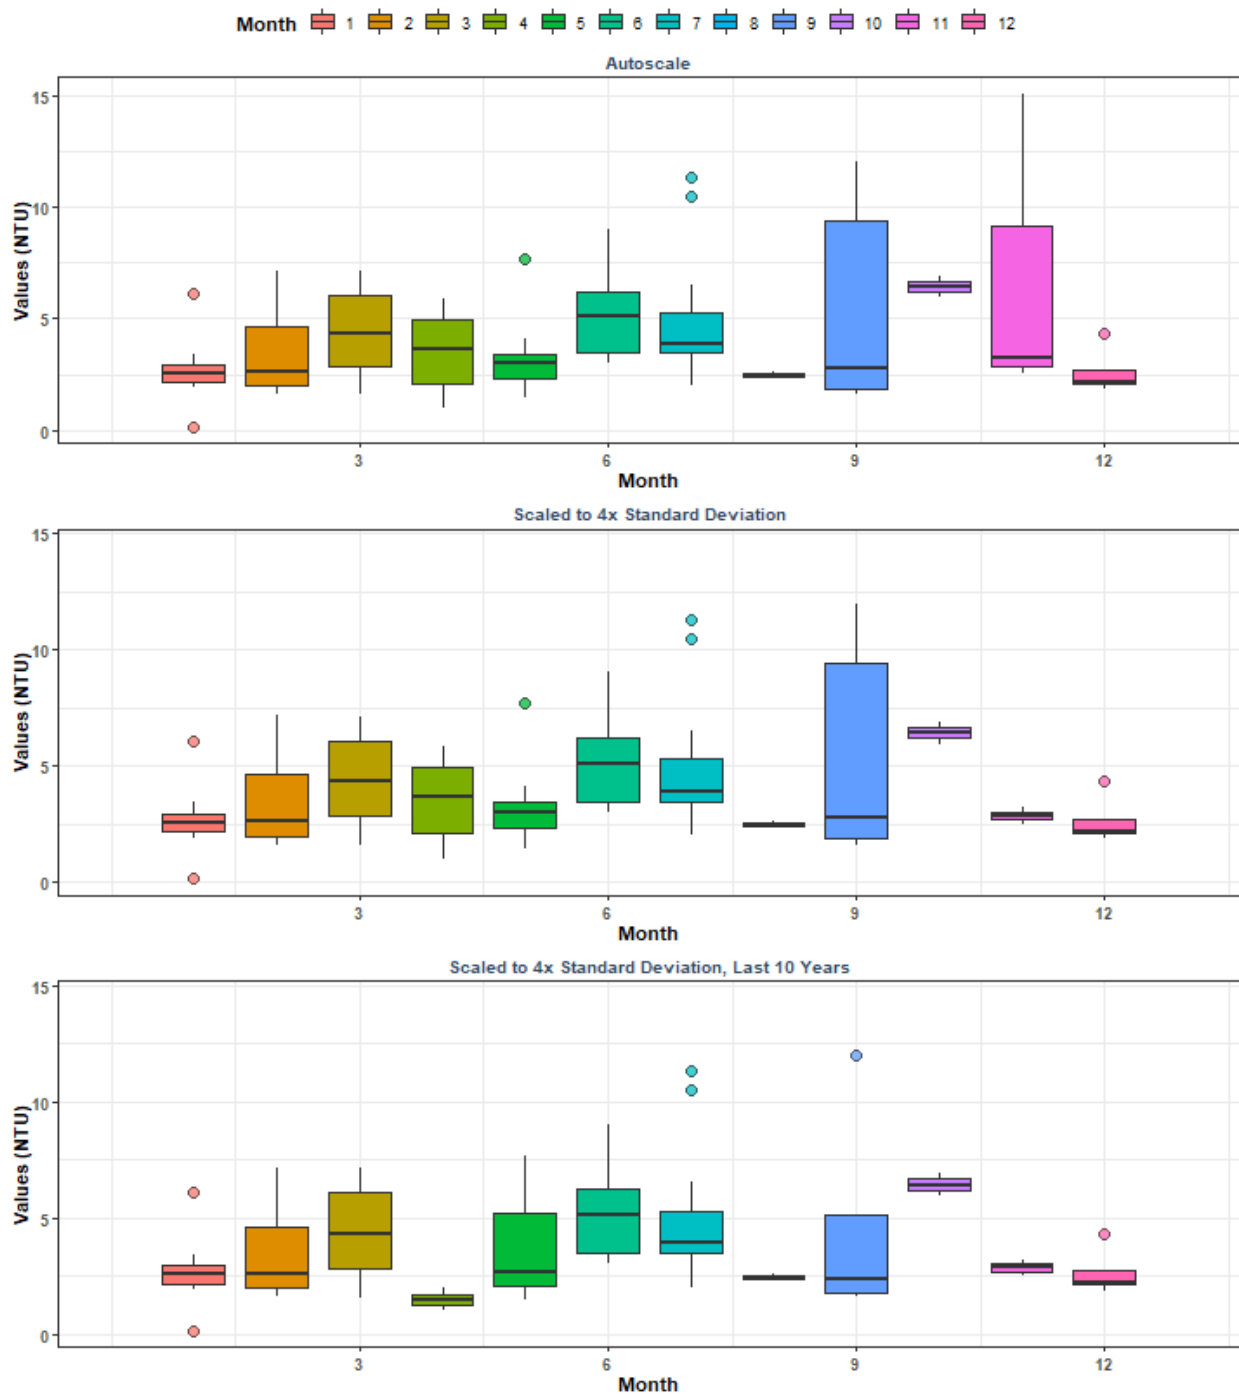 Month 1 2 3 4 5 6 7 8 9 10 11 12
Autoscale
15
10
5
0
Values (NTU)
3 6 9 12
Month
Scaled to 4x Standard Deviation
15
10
5
0
Values (NTU)
3 6 9 12
Month
Scaled to 4x Standard Deviation, Last 10 Years
15
10
5
0
Values (NTU)
3 6 9 12
Month